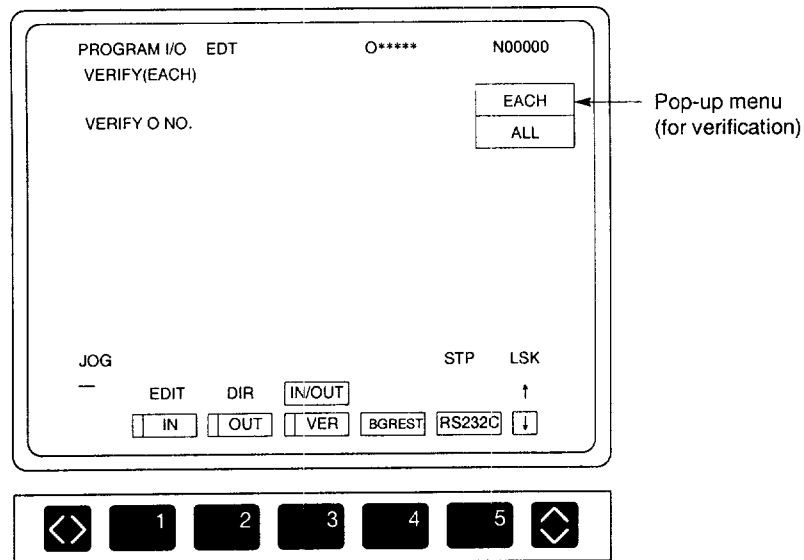 PROGRAM I/O EDT O***** N00000
VERIFY(EACH)
EACH
Pop-up menu
(for verification)
VERIFY O NO.
ALL
JOG STP LSK
EDIT DIR IN/OUT ↑
IN OUT VER BGREST RS232C ↓
1 2 3 4 5